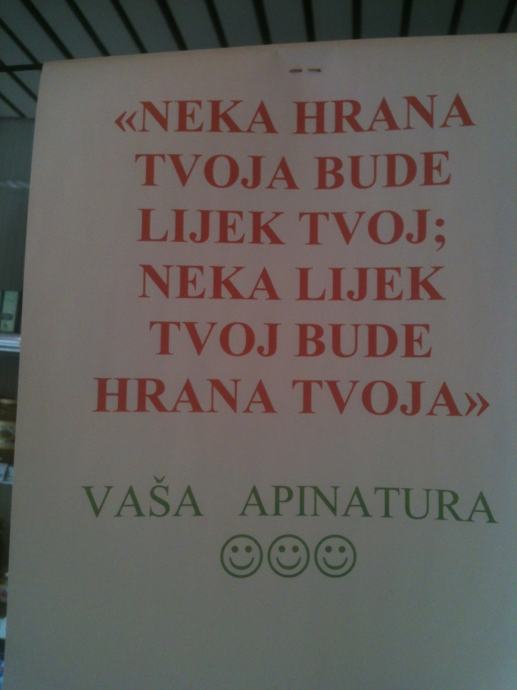 «NEKA HRANA
TVOJA BUDE
LIJEK TVOJ;
NEKA LIJEK
TVOJ BUDE
HRANA TVOJA»
VAŠA APINATURA
☺☺☺